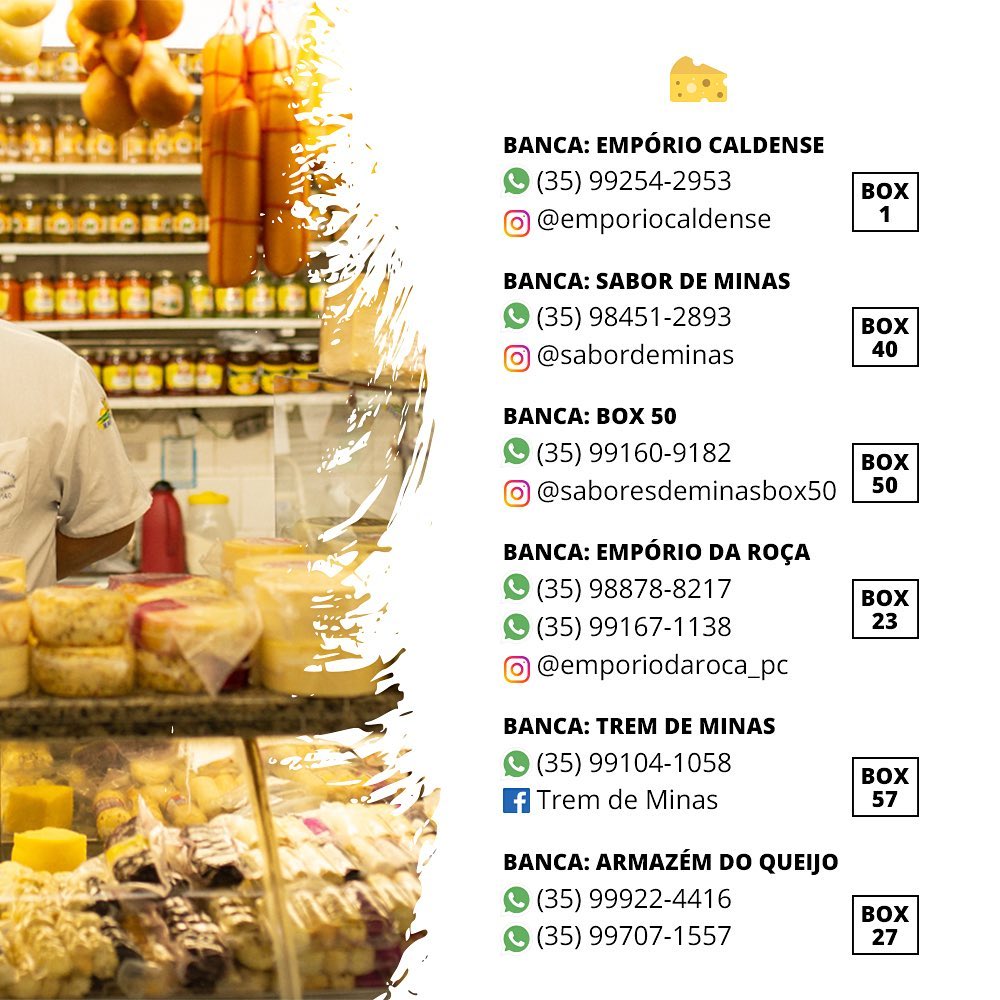 BANCA: EMPÓRIO CALDENSE
(35) 99254-2953
@emporiocaldense
BOX
1
BANCA: SABOR DE MINAS
(35) 98451-2893
@sabordeminas
BOX
40
BANCA: BOX 50
(35) 99160-9182
@saboresdeminasbox50
BOX
50
BANCA: EMPÓRIO DA ROÇA
(35) 98878-8217
(35) 99167-1138
@emporiodaroca_pc
BOX
23
BANCA: TREM DE MINAS
(35) 99104-1058
Trem de Minas
BOX
57
BANCA: ARMAZÉM DO QUEIJO
(35) 99922-4416
(35) 99707-1557
BOX
27